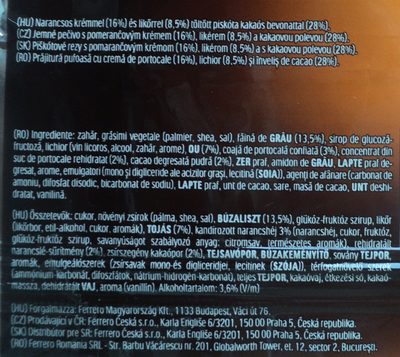 (HU) Narancsos krémmel (16%) és likőrrel (8,5%) töltött piskóta kakaós bevonattal (28%).
(CZ) Jemné pečivo s pomerančovým krémem (16%), likérem (8,5%) a kakaovou polevou (28%).
(SK) Piškótové rezy s pomarančovým krémom (16%), likérom (8,5%) a s kakaovou polevou (28%).
(RO) Prăjitură pufoasă cu cremă de portocale (16%), lichior (8,5%) și înveliș de cacao (28%).
(RO) Ingrediente: zahăr, grăsimi vegetale (palmier, shea, sal), făină de GRÂU (13,5%), sirop de glucoză-
fructoză, lichior (vin licoros, alcool, zahăr, arome), OU (7%), coajă de portocală confiată (3%), concentrat din
suc de portocale rehidratat (2%), cacao degresată pudră (2%), ZER praf, amidon de GRÂU, LAPTE praf de-
gresat, arome, emulgatori (mono și digliceride ale acizilor grași, lecitină (SOIA)), agenți de afânare (carbonat de
amoniu, difosfat disodic, bicarbonat de sodiu), LAPTE praf, unt de cacao, sare, masă de cacao, UNT deshi-
dratat, vanilină.
(HU) Összetevők: cukor, növényi zsírok (pálma, shea, sal), BÚZALISZT (13,5%), glükóz-fruktóz szirup, likőr
(likőrbor, etil-alkohol, cukor, aromák), TOJÁS (7%), kandírozott narancshéj 3% (narancshéj, cukor, fruktóz,
glükóz-fruktóz szirup, savanyúságot szabályozó anyag: citromsav, természetes aromák), rehidratált
narancslé-sűrítmény (2%), zsírszegény kakaópor (2%), TEJSAVÓPOR, BÚZAKEMÉNYÍTŐ, sovány TEJPOR,
aromák, emulgeálószerek (zsírsavak mono-és digliceridjei, lecitinek (SZÓJA)), térfogatnövelő szerek
(ammónium-karbonát, difoszfátok, nátrium-hidrogén-karbonát), teljes TEJPOR, kakaóvaj, étkezési só, kakaó-
massza, dehidratált VAJ, aroma (vanillin). Alkoholtartalom: 3,6% (V/m)
(HU) Forgalmazza: Ferrero Magyarország Kft., 1133 Budapest, Váci út 76.
(CZ) Prodávající v ČR: Ferrero Česká s.r.o., Karla Engliše 6/3201, 150 00 Praha 5, Česká republika.
(SK) Distribútor pre SR: Ferrero Česká s.r.o., Karla Engliše 6/3201, 150 00 Praha 5, Česká republika.
(RO) Ferrero Romania SRL - Str. Barbu Văcărescu nr. 201, Globalworth Tower, et. 12, sector 2, București.